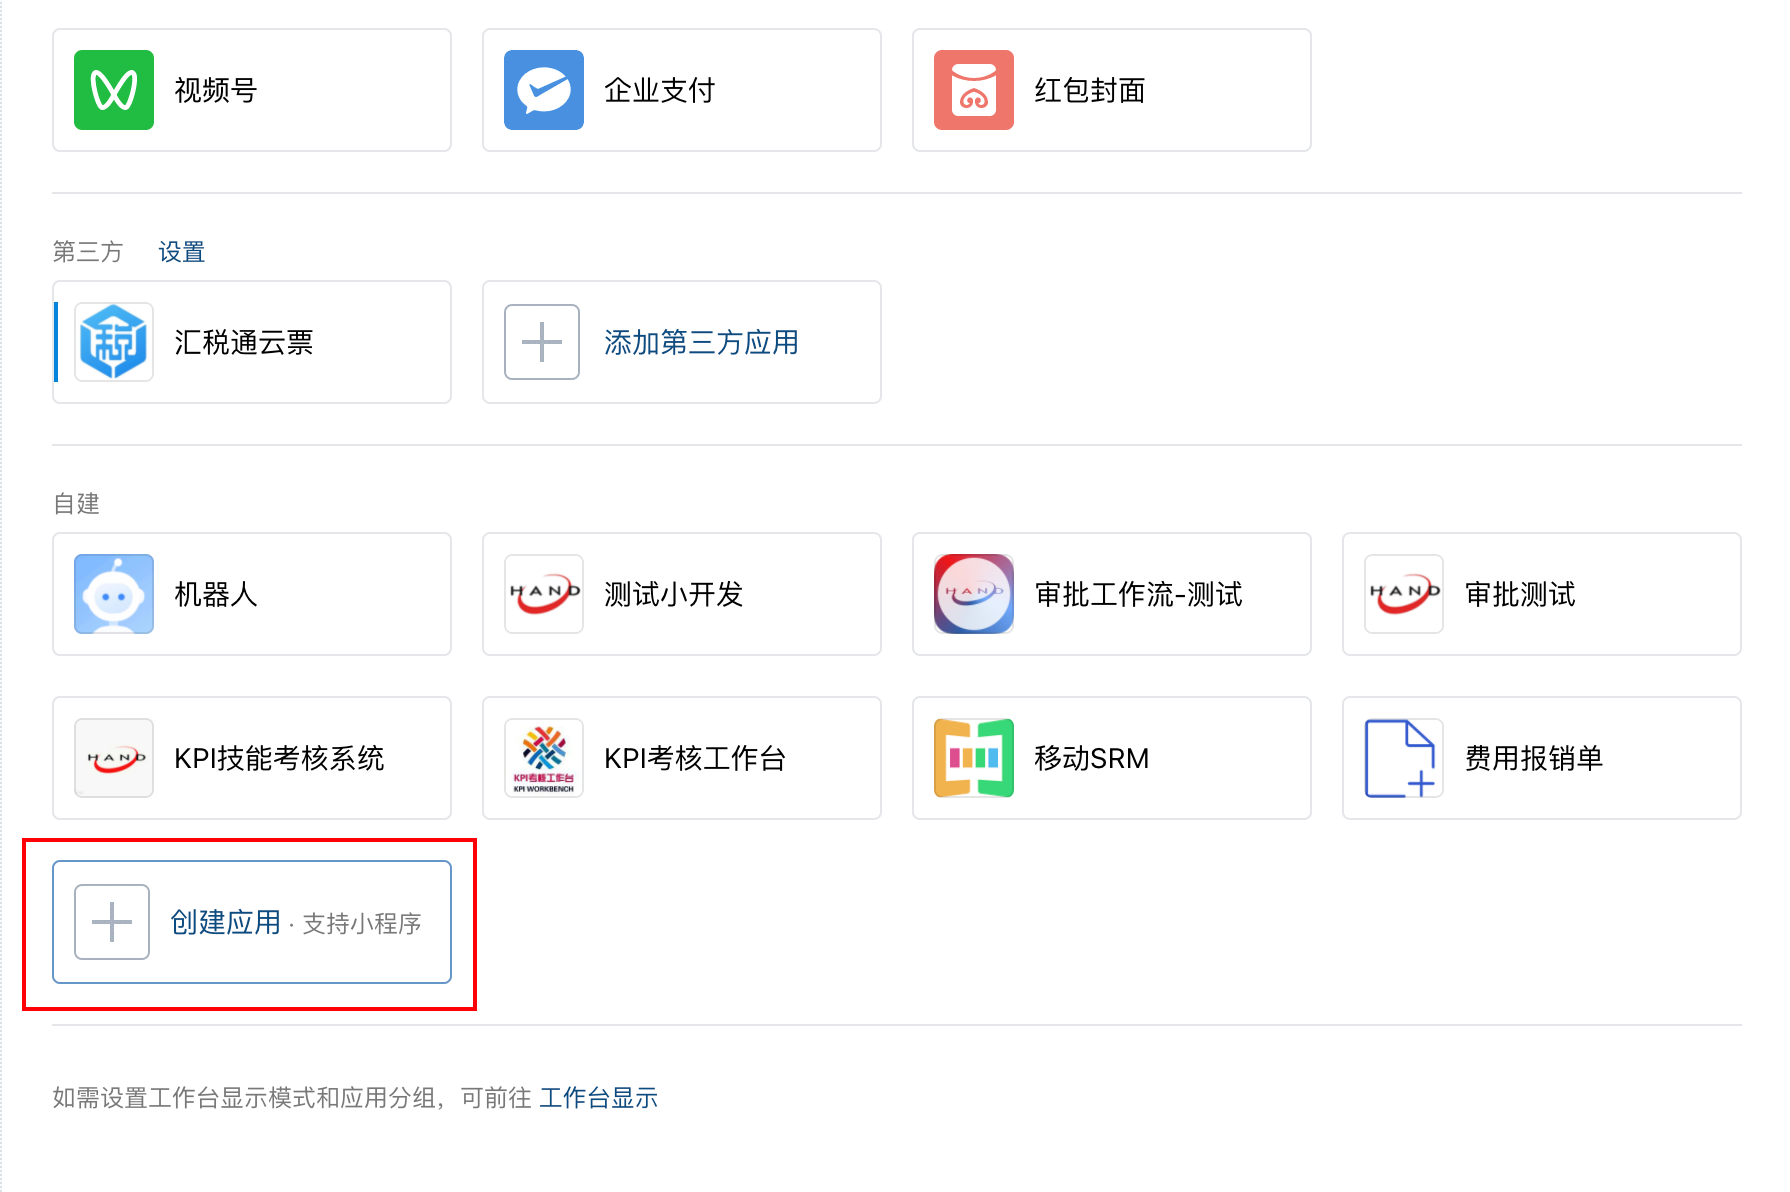 视频号
企业支付
红包封面
第三方 设置
汇税通云票
添加第三方应用
自建
机器人
HAND
测试小开发
HAND
审批工作流-测试
HAND
审批测试
HAND
KPI技能考核系统
KPI考核工作台
KPI WORKBENCH
KPI考核工作台
移动SRM
费用报销单
创建应用 · 支持小程序
如需设置工作台显示模式和应用分组，可前往 工作台显示